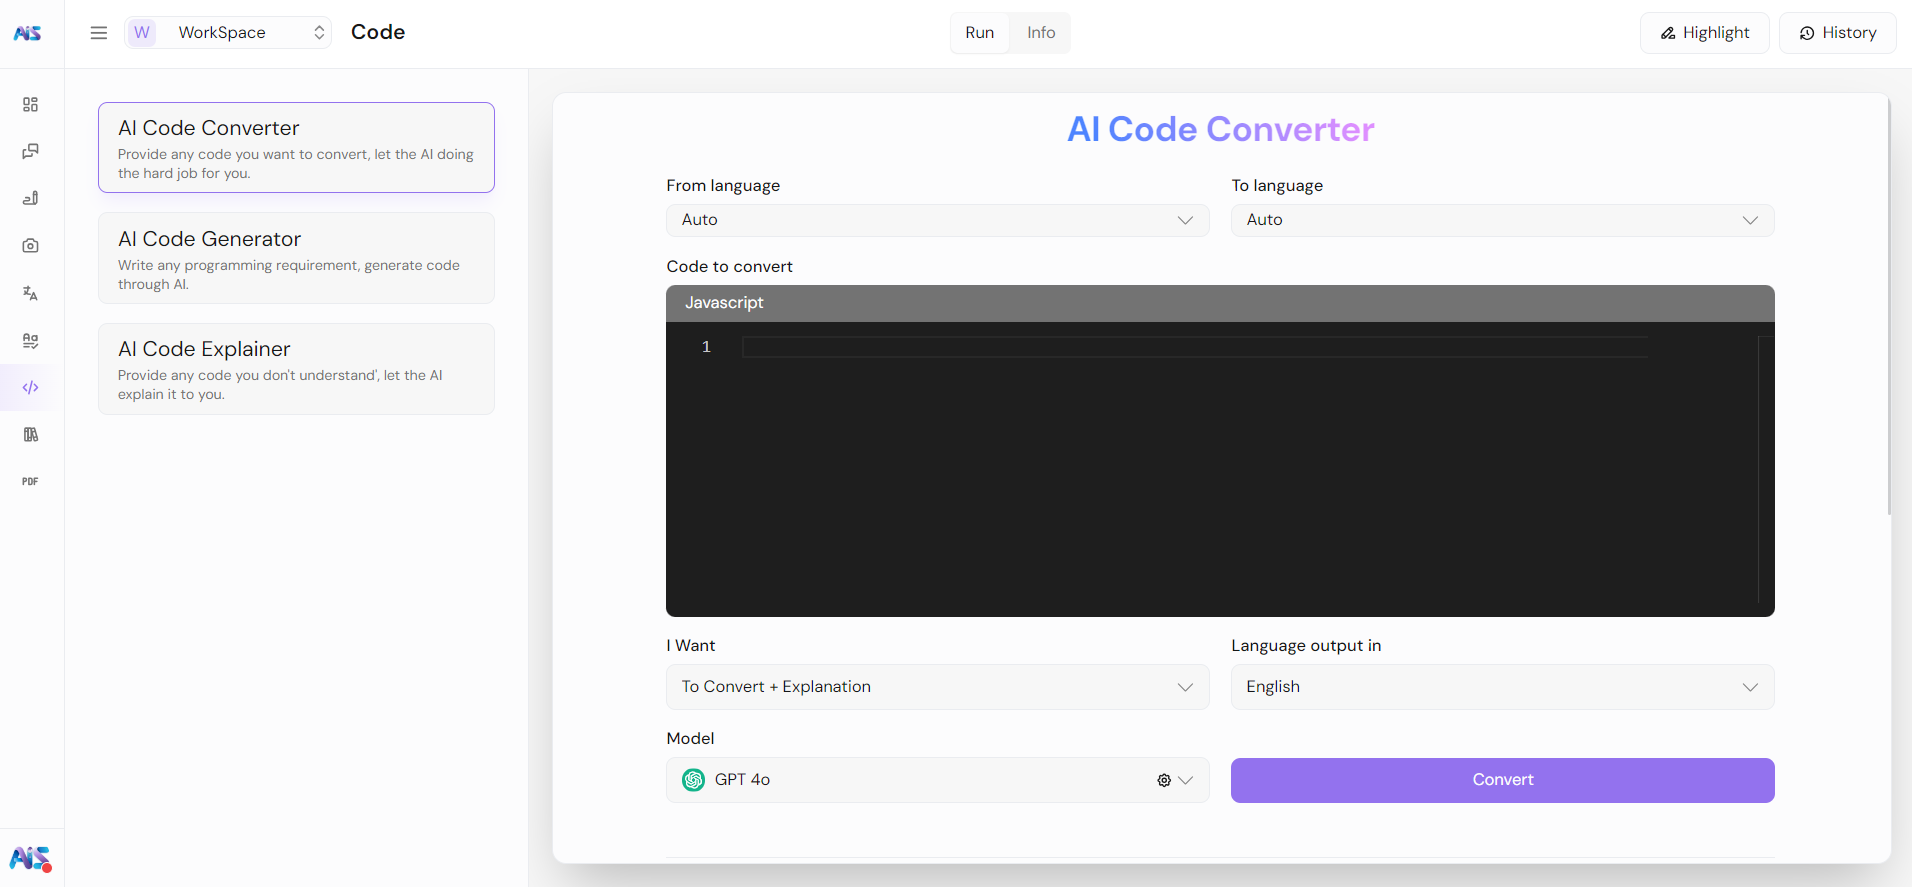 AIS
W
WorkSpace
Code
Run
Info
Highlight
History
AI Code Converter
Provide any code you want to convert, let the AI doing
the hard job for you.
AI Code Generator
Write any programming requirement, generate code
through AI.
AI Code Explainer
Provide any code you don't understand', let the AI
explain it to you.
PDF
AIS
AI Code Converter
From language
To language
Auto
Auto
Code to convert
Javascript
1
I Want
Language output in
To Convert + Explanation
English
Model
GPT 4o
Convert